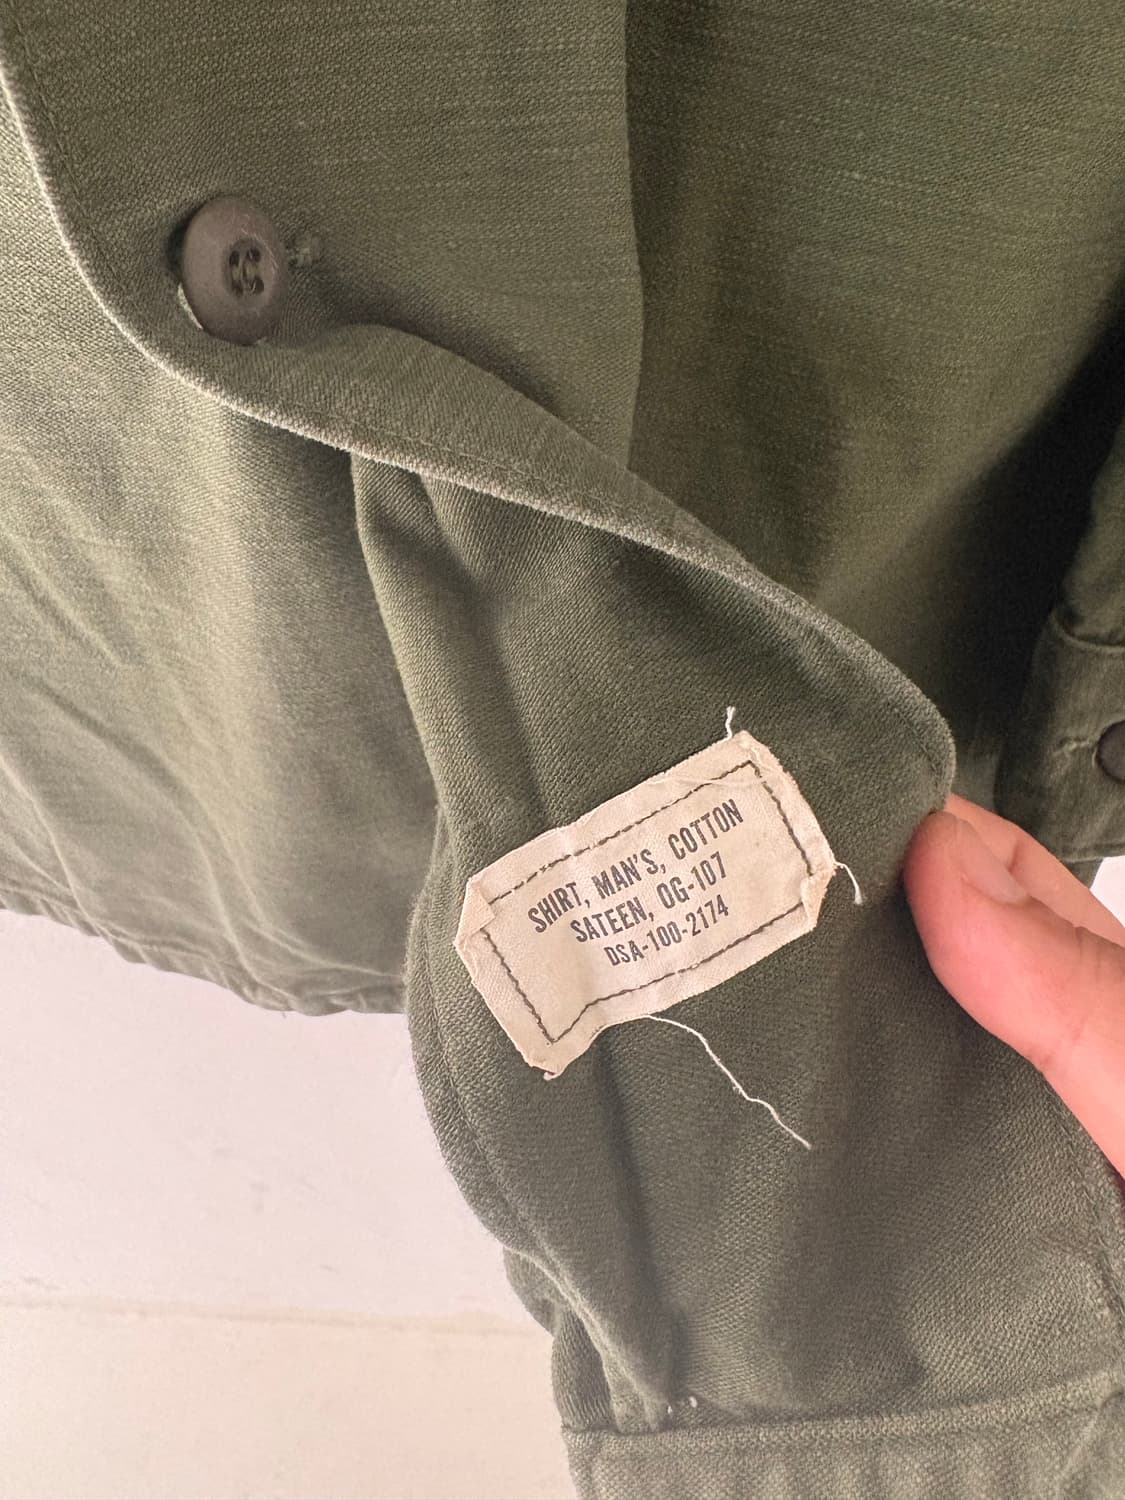 SHIRT, MAN'S, COTTON
SATEEN, OG-107
DSA-100-2174